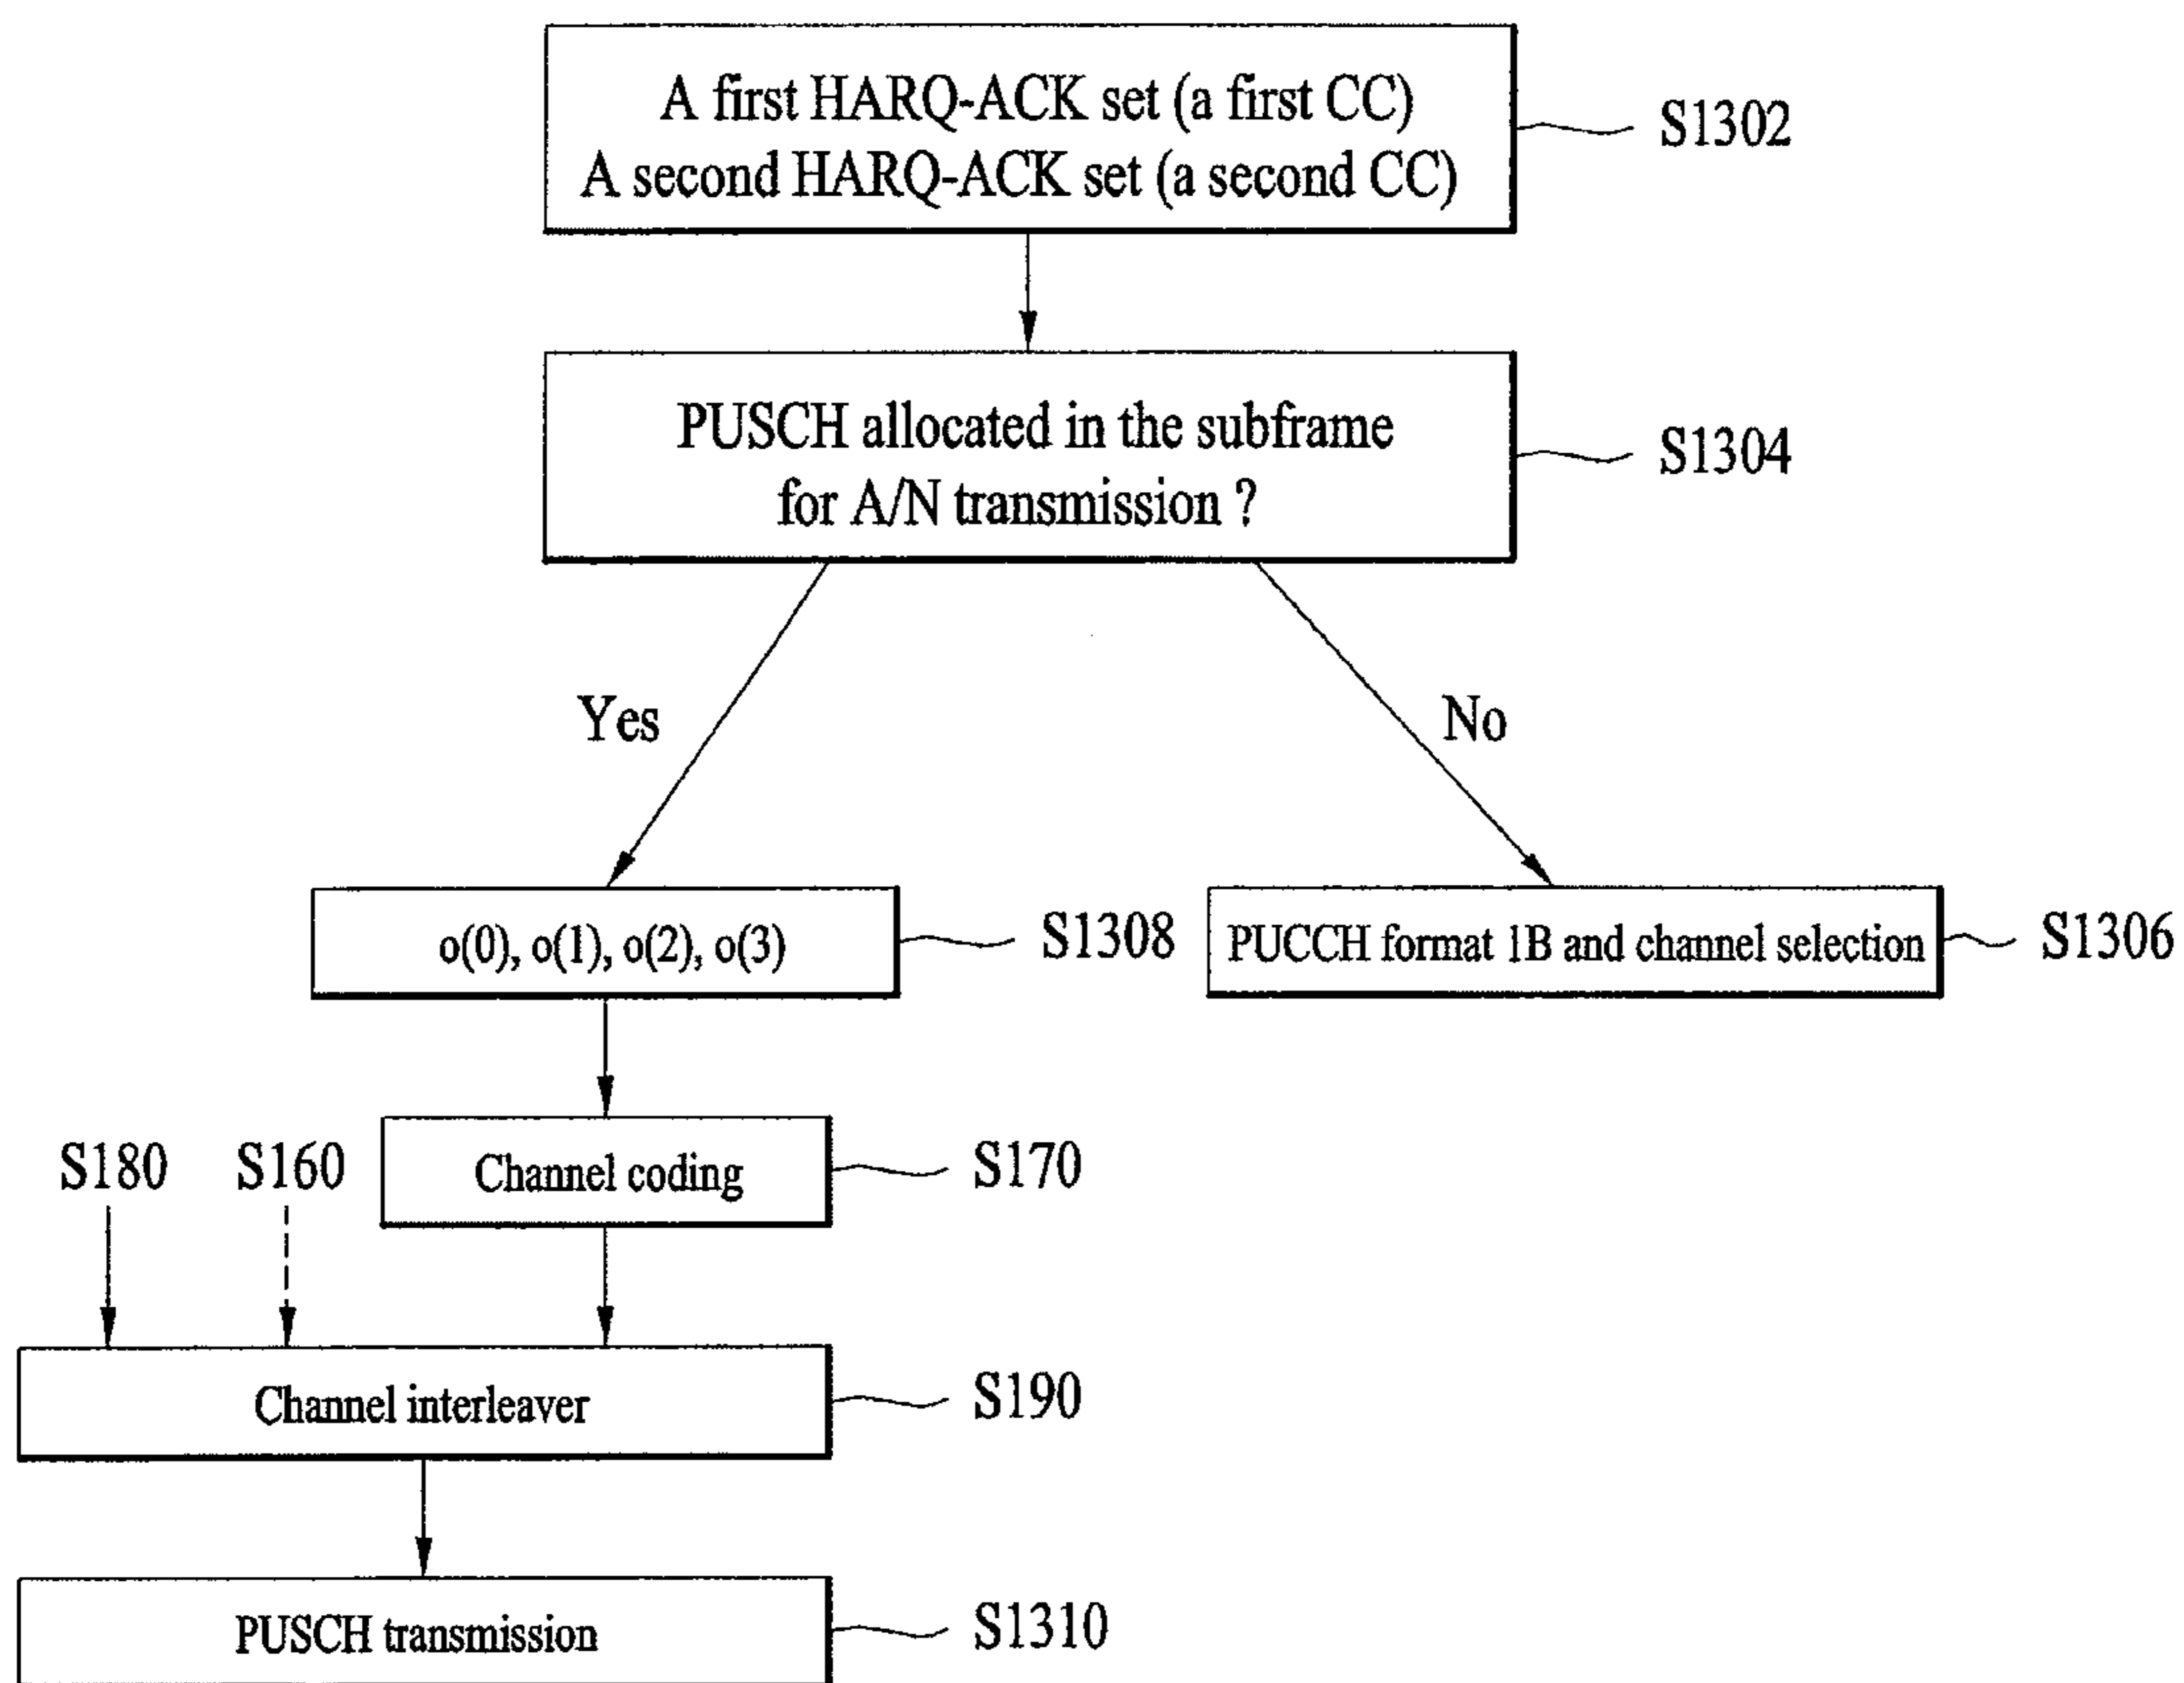 A first HARQ-ACK set (a first CC)
A second HARQ-ACK set (a second CC)
S1302
PUSCH allocated in the subframe
for A/N transmission ?
S1304
Yes
No
o(0), o(1), o(2), o(3)
S1308
PUCCH format 1B and channel selection
S1306
S180
S160
Channel coding
S170
Channel interleaver
S190
PUSCH transmission
S1310